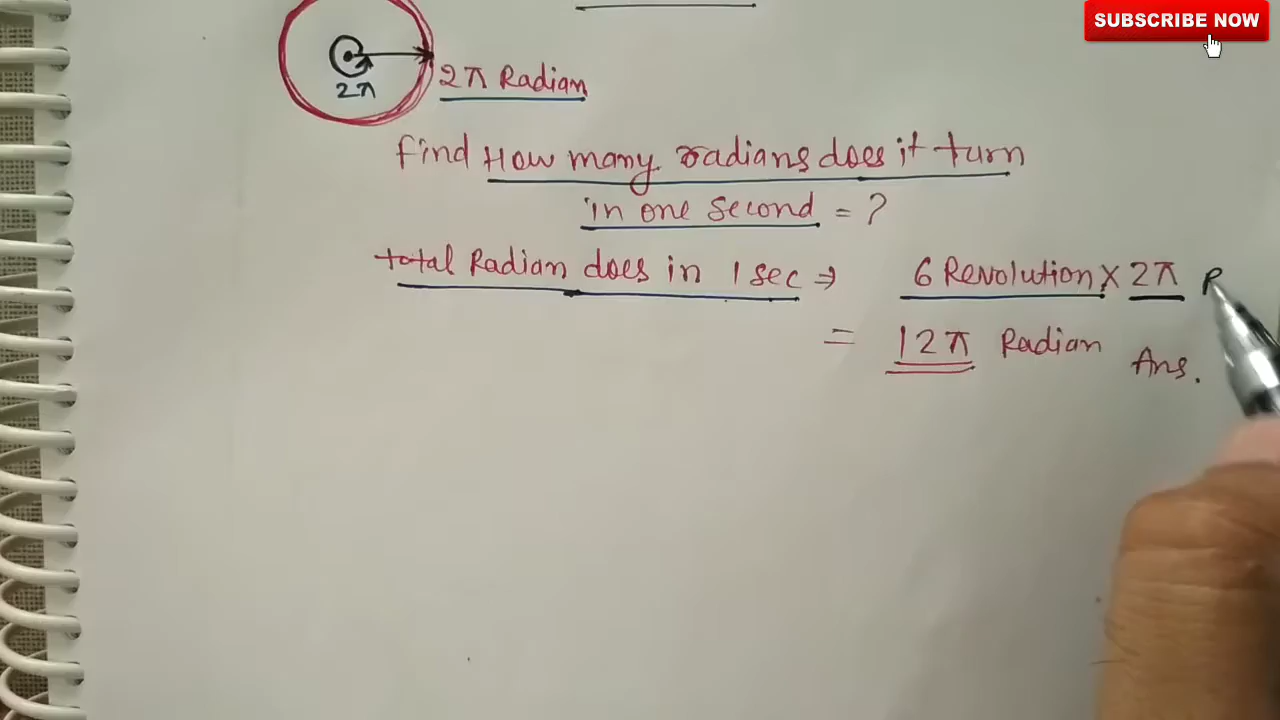 SUBSCRIBE NOW
2π
2π Radian
find How many radians does it turn
in one second = ?
total Radian does in 1 sec ⇒ 6 Revolution × 2π R
= 12π Radian Ans.